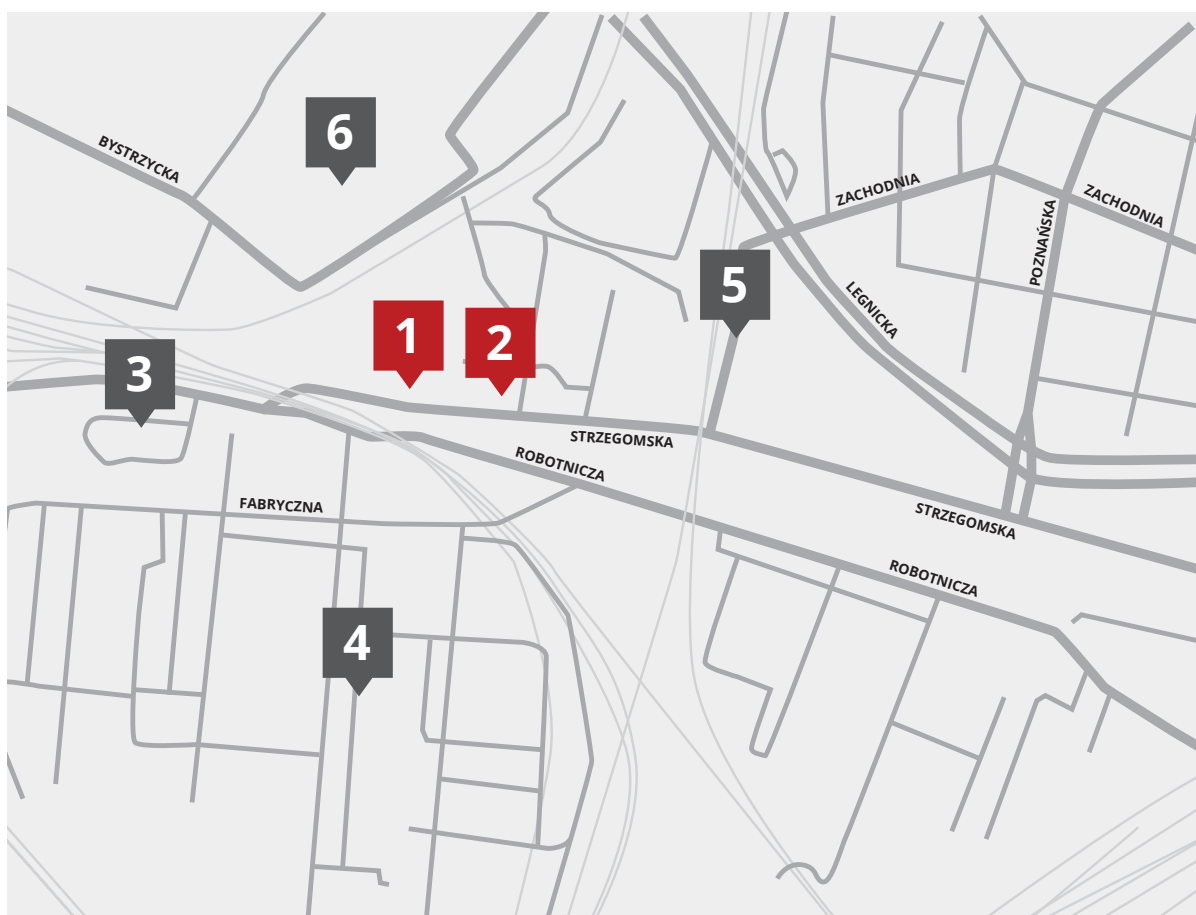 6
BYSTRZYCKA
ZACHODNIA
ZACHODNIA
POZNAŃSKA
5
LEGNICKA
1
2
3
STRZEGOMSKA
ROBOTNICZA
FABRYCZNA
STRZEGOMSKA
ROBOTNICZA
4